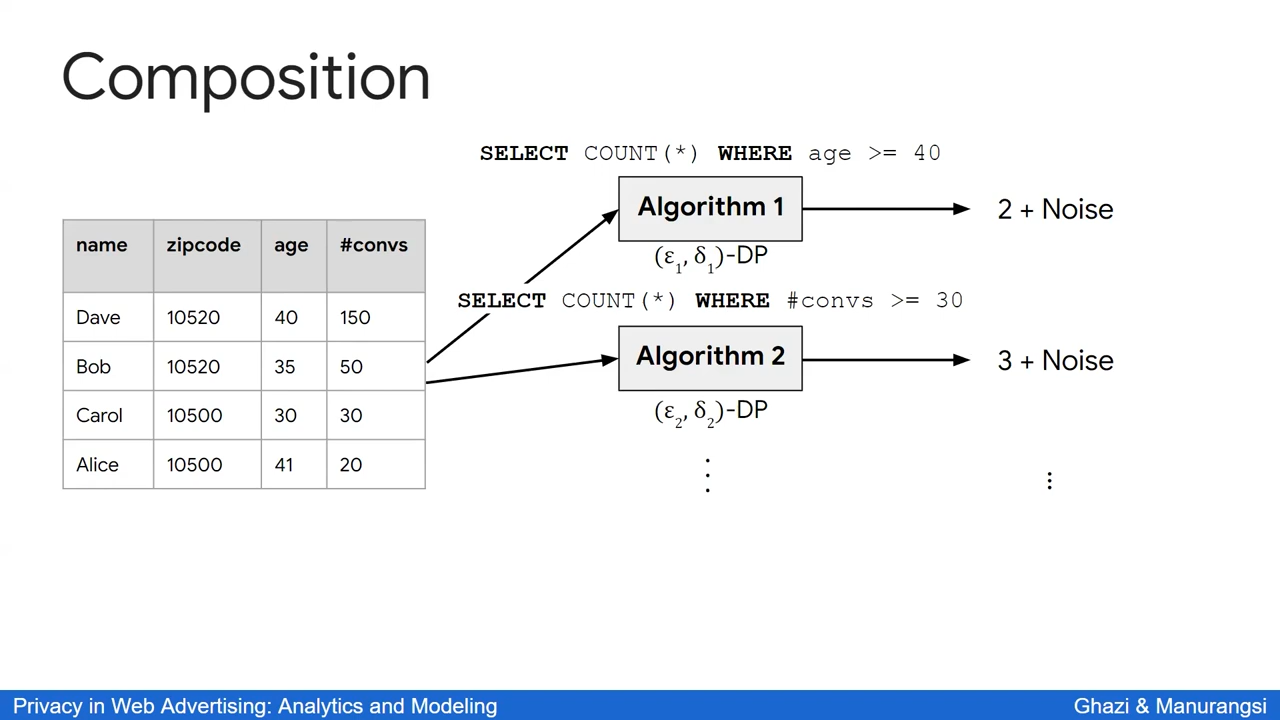 Composition
SELECT COUNT(*) WHERE age >= 40
Algorithm 1
2 + Noise
(ε1, δ1)-DP
name zipcode age #convs
Dave 10520 40 150
Bob 10520 35 50
Carol 10500 30 30
Alice 10500 41 20
SELECT COUNT(*) WHERE #convs >= 30
Algorithm 2
3 + Noise
(ε2, δ2)-DP
Privacy in Web Advertising: Analytics and Modeling
Ghazi & Manurangsi